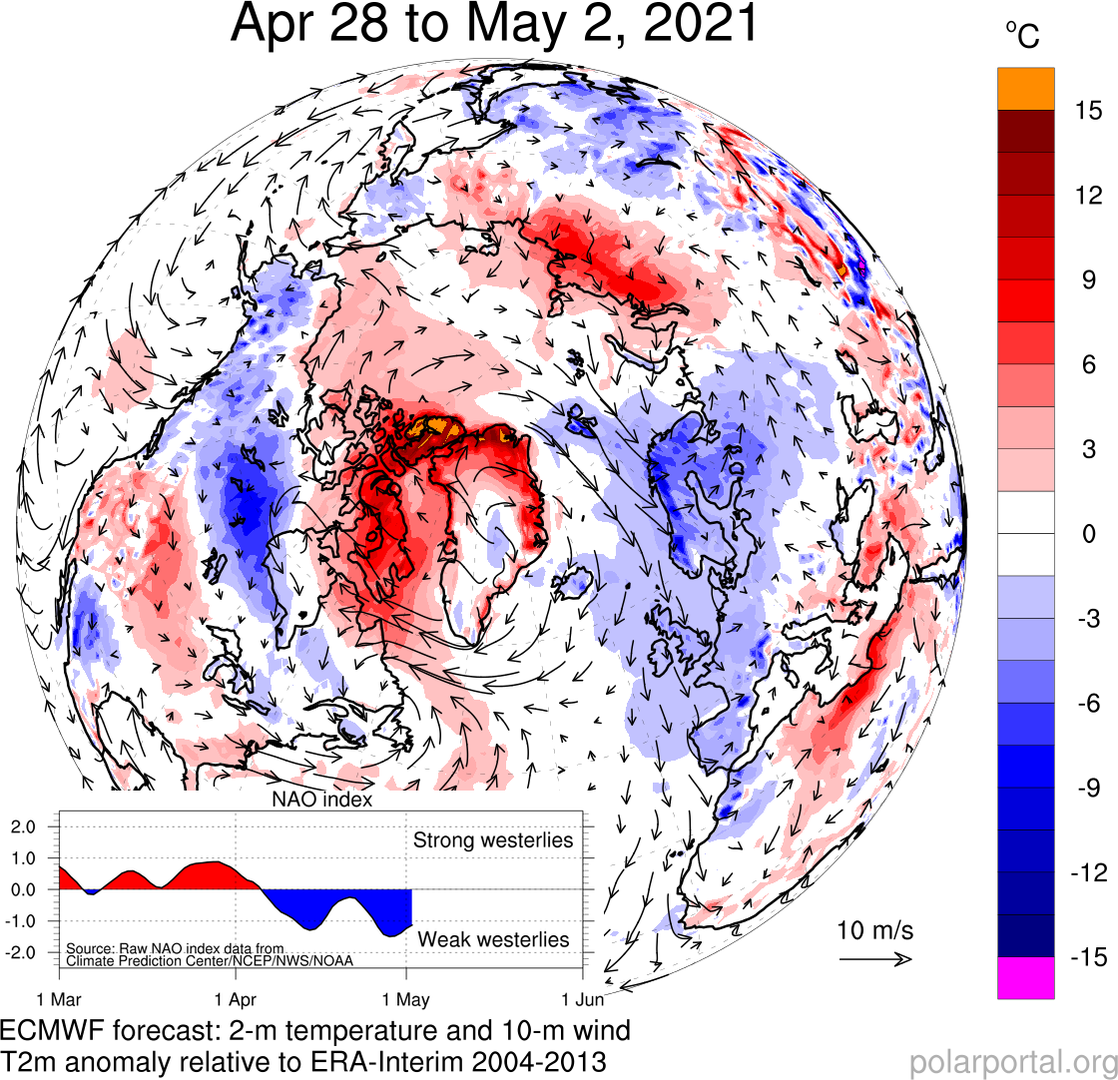 Apr 28 to May 2, 2021
°C
15
12
9
6
3
0
-3
-6
-9
-12
-15
NAO index
2.0
1.0
0.0
-1.0
-2.0
Strong westerlies
Weak westerlies
Source: Raw NAO index data from
Climate Prediction Center/NCEP/NWS/NOAA
1 Mar 1 Apr 1 May 1 Jun
10 m/s
ECMWF forecast: 2-m temperature and 10-m wind
T2m anomaly relative to ERA-Interim 2004-2013
polarportal.org